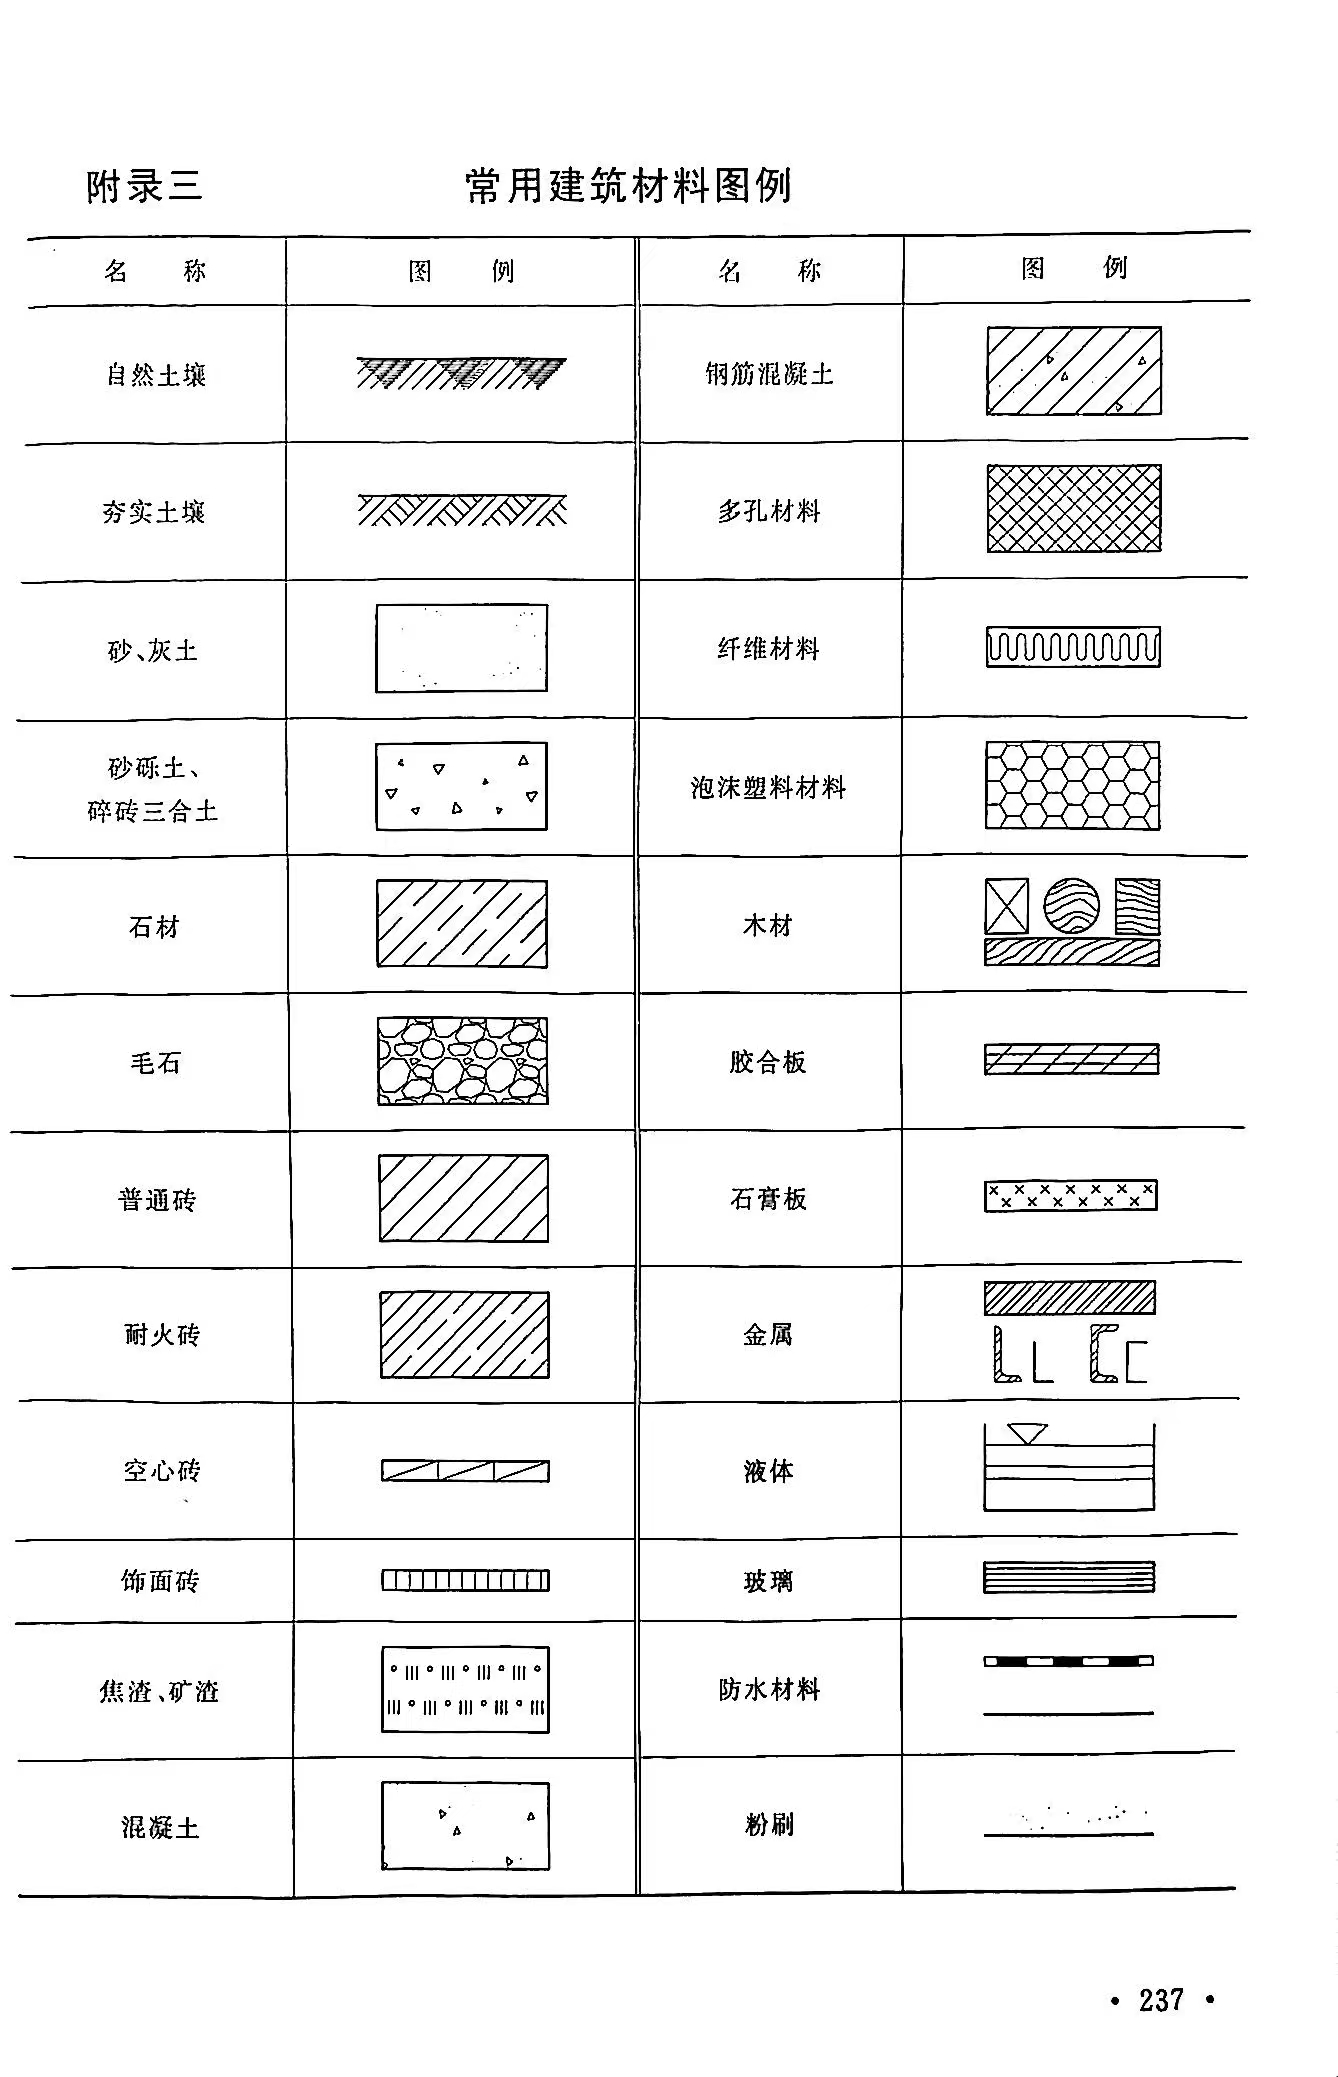 附录三 常用建筑材料图例
名 称 图 例 名 称 图 例
自然土壤 钢筋混凝土
夯实土壤 多孔材料
砂、灰土 纤维材料
砂砾土、
碎砖三合土 泡沫塑料材料
石材 木材
毛石 胶合板
普通砖 石膏板
耐火砖 金属
空心砖 液体
饰面砖 玻璃
焦渣、矿渣 防水材料
混凝土 粉刷
· 237 ·